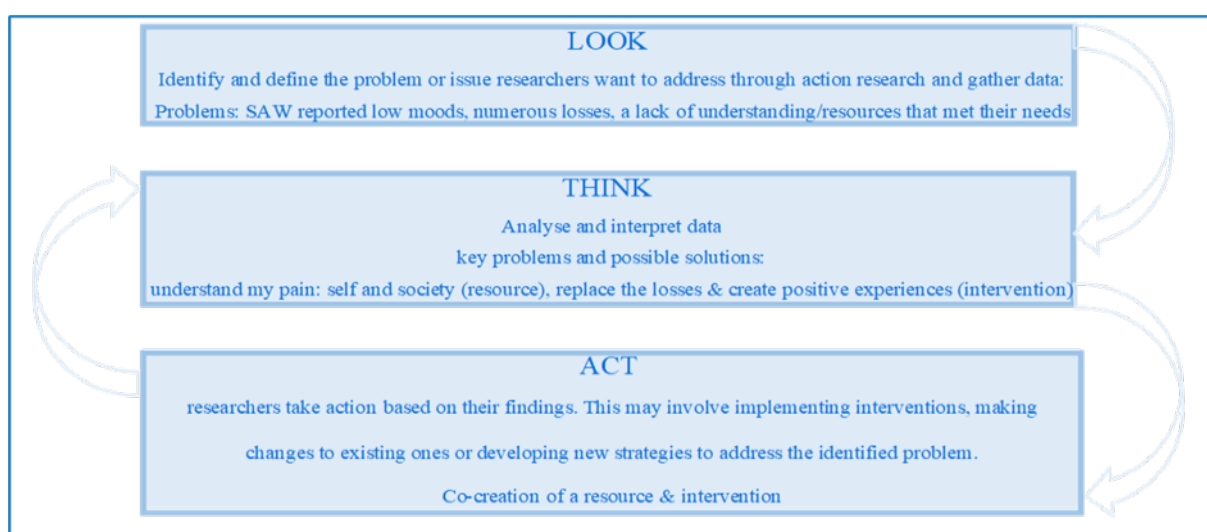 LOOK
Identify and define the problem or issue researchers want to address through action research and gather data:
Problems: SAW reported low moods, numerous losses, a lack of understanding/resources that met their needs
THINK
Analyse and interpret data
key problems and possible solutions:
understand my pain: self and society (resource), replace the losses & create positive experiences (intervention)
ACT
researchers take action based on their findings. This may involve implementing interventions, making
changes to existing ones or developing new strategies to address the identified problem.
Co-creation of a resource & intervention